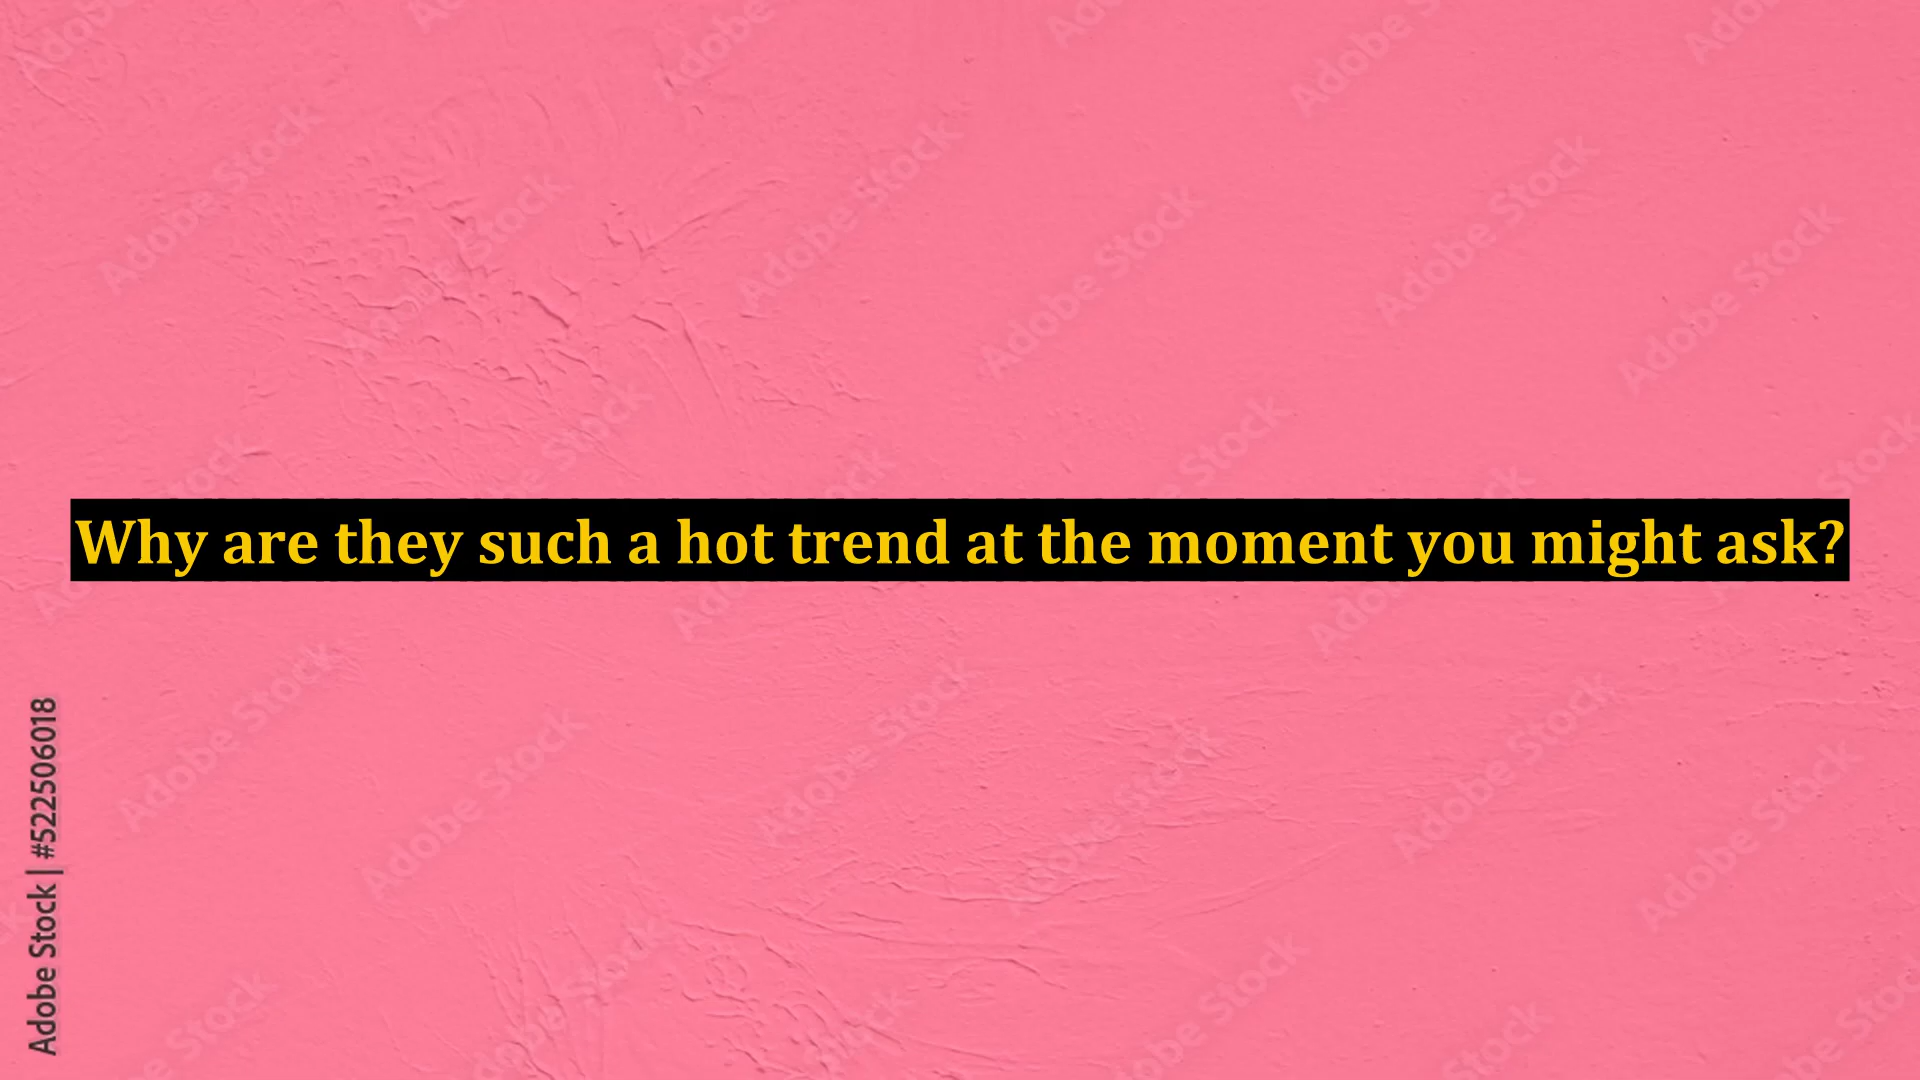 Why are they such a hot trend at the moment you might ask?
Adobe Stock | #522506018